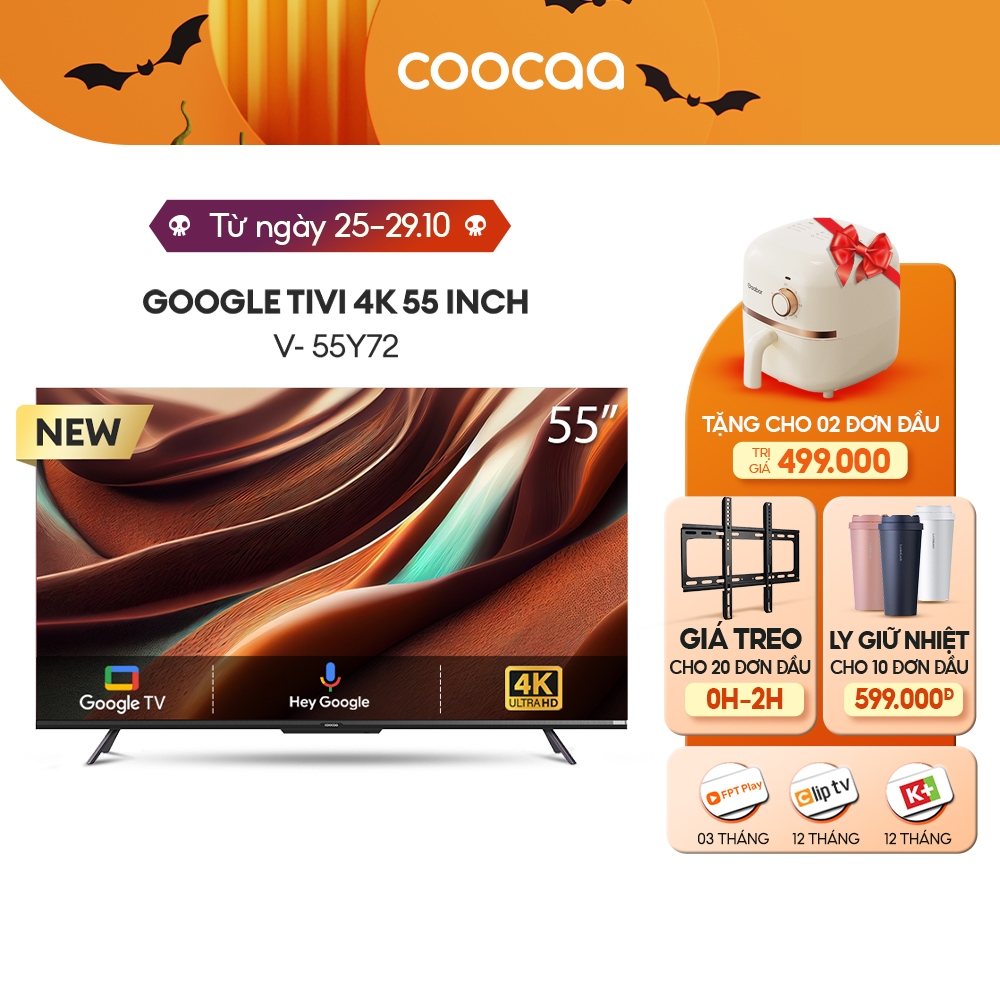 coocaa
Từ ngày 25-29.10
GOOGLE TIVI 4K 55 INCH
V- 55Y72
NEW
55”
Google TV
Hey Google
4K
ULTRA HD
coocaa
TẶNG CHO 02 ĐƠN ĐẦU
TRỊ
GIÁ
499.000
GIÁ TREO
CHO 20 ĐƠN ĐẦU
0H-2H
LY GIỮ NHIỆT
CHO 10 ĐƠN ĐẦU
599.000Đ
FPT Play
03 THÁNG
Clip tv
12 THÁNG
K+
12 THÁNG